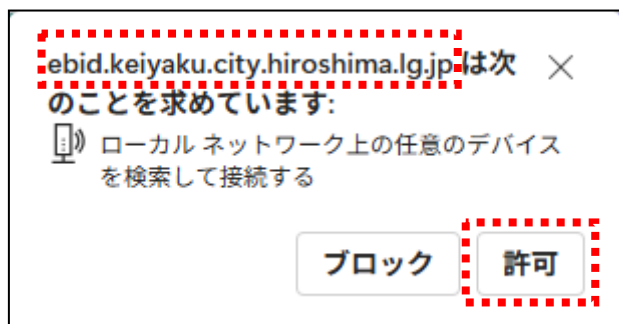 ebid.keiyaku.city.hiroshima.lg.jp は次
のことを求めています:
ローカル ネットワーク上の任意のデバイス
を検索して接続する
ブロック
許可